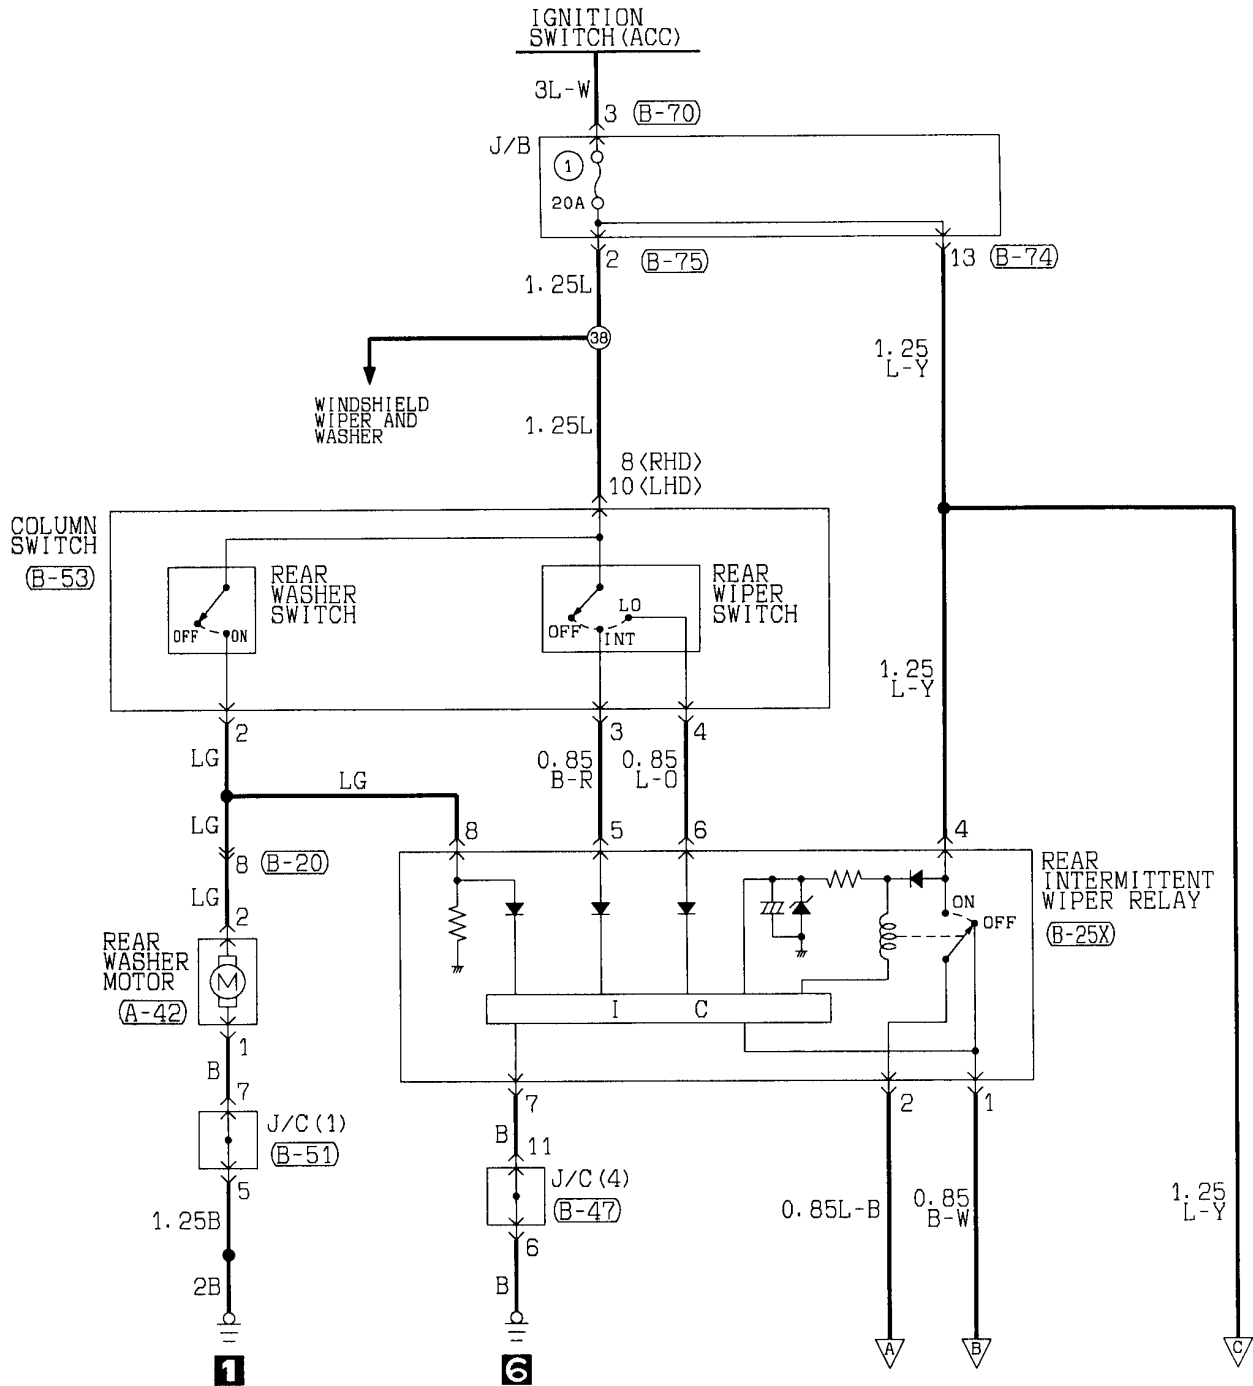 IGNITION
SWITCH(ACC)
3L-W
3 B-70
J/B
1
20A
2 B-75
13 B-74
1.25L
38
1.25
L-Y
WINDSHIELD
WIPER AND
WASHER
1.25L
8<RHD>
10<LHD>
COLUMN
SWITCH
B-53
REAR
WASHER
SWITCH
OFF ON
REAR
WIPER
SWITCH
LO
OFF INT
1.25
L-Y
2 3 4
LG
LG
0.85
B-R
0.85
L-O
LG
8 5 6 4
8 B-20
LG
2
REAR
INTERMITTENT
WIPER RELAY
B-25X
ON
OFF
REAR
WASHER
MOTOR
A-42
M
I C
1
B
7
J/C(1)
B-51
5
1.25B
2B
1
7
B
11
J/C(4)
B-47
6
B
6
2 1
0.85L-B
0.85
B-W
1.25
L-Y
A B C